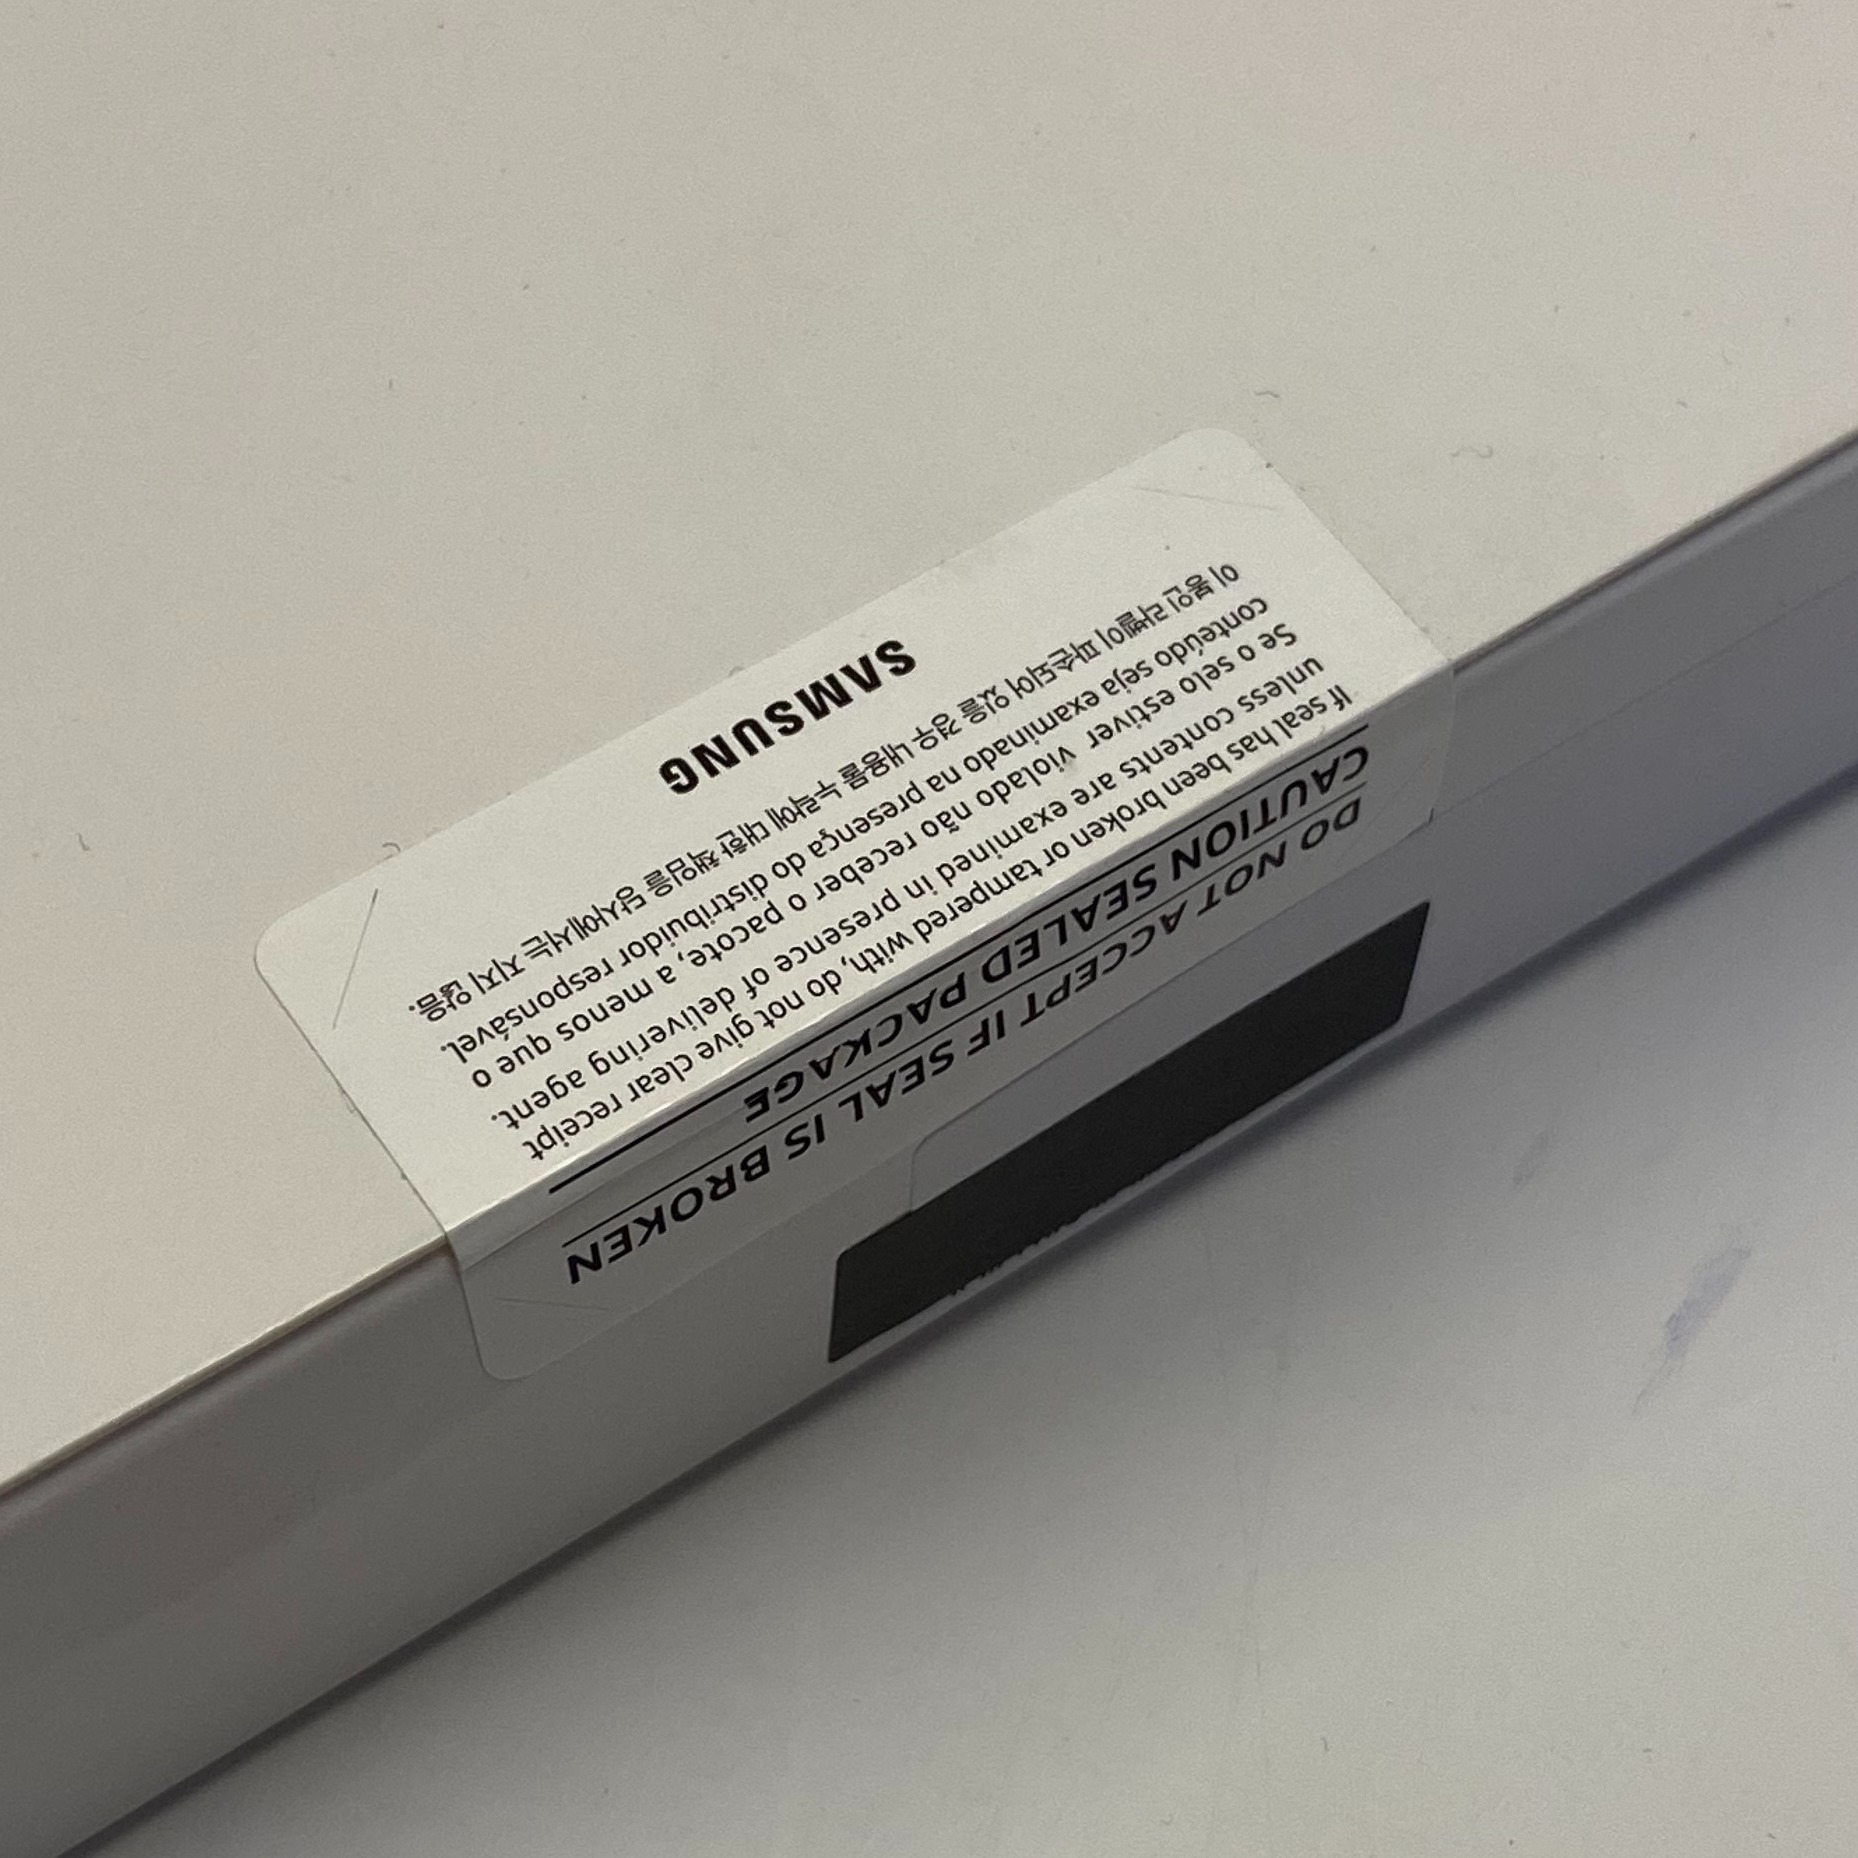 DO NOT ACCEPT IF SEAL IS BROKEN
CAUTION SEALED PACKAGE
If seal has been broken or tampered with, do not give clear receipt
unless contents are examined in presence of delivering agent.
Se o selo estiver violado não receber o pacote, a menos que o
conteúdo seja examinado na presença do distribuidor responsável.
이 봉인 라벨이 파손되어 있을 경우 내용물 누락에 대한 책임을 당사에서는 지지 않음.
SAMSUNG